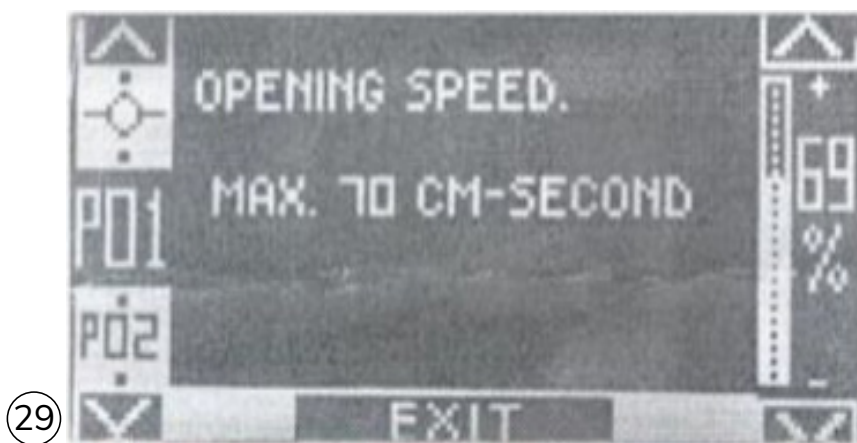 OPENING SPEED.
MAX. 70 CM-SECOND
P01
P02
+
69
%
-
EXIT
29